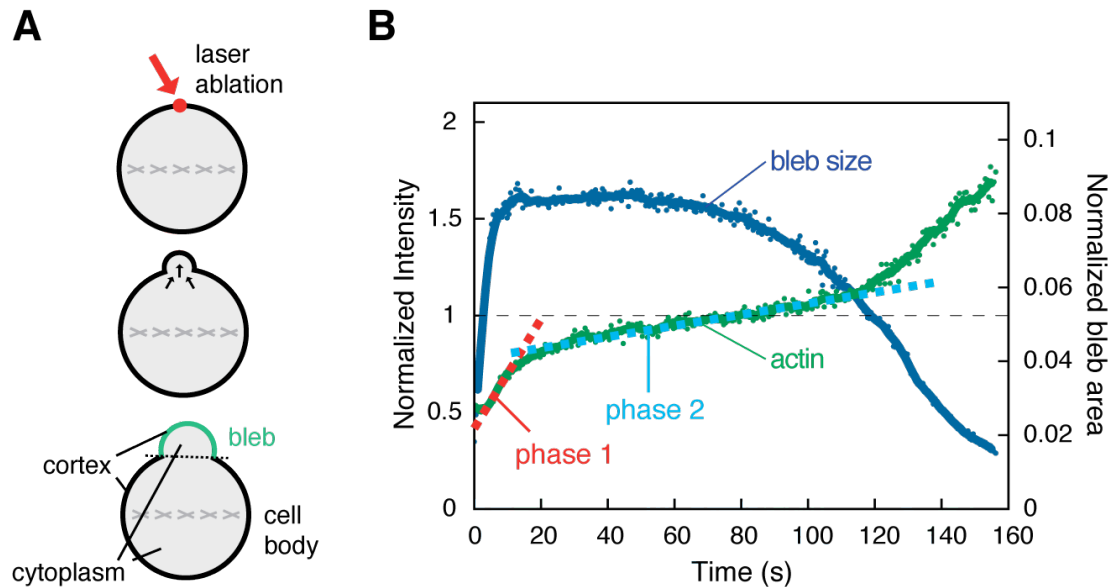 A
laser
ablation
bleb
cortex
cell
body
cytoplasm
B
2
1.5
1
0.5
0
Normalized Intensity
bleb size
actin
phase 2
phase 1
0.1
0.08
0.06
0.04
0.02
0
Normalized bleb area
0 20 40 60 80 100 120 140 160
Time (s)